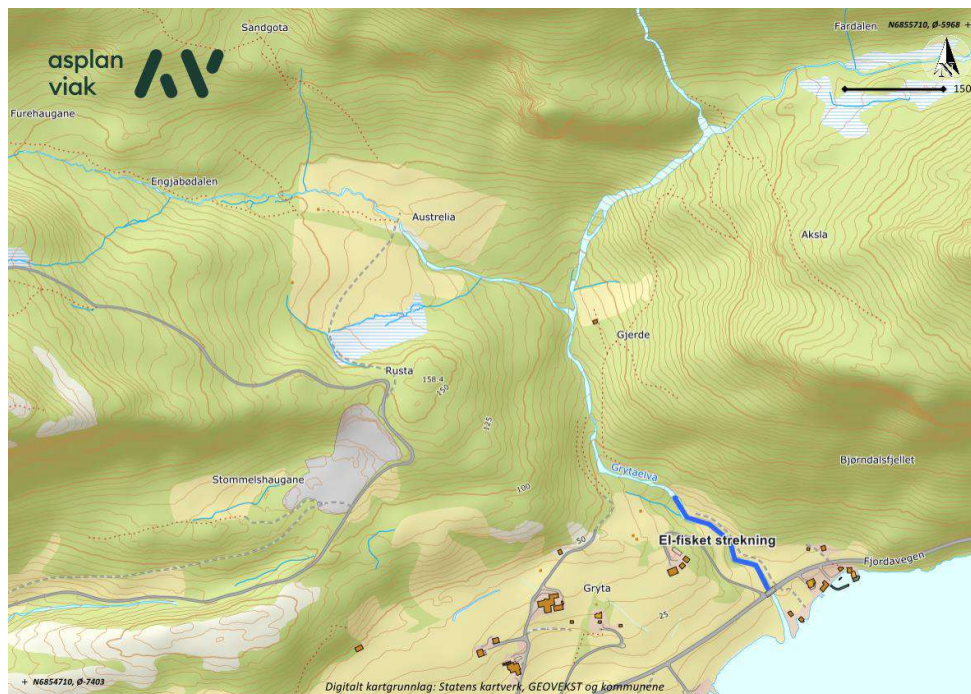 Sandgota
Fardalen
N6855710, Ø-5968 +
asplan
viak
N
150
Furehaugane
Engjabødalen
Austrelia
Aksla
Gjerde
Rusta
158.4
150
125
Bjørndalsfjellet
Grytaelva
Stommelshaugane
100
50
El-fisket strekning
Fjordavegen
Gryta
25
+ N6854710, Ø-7403
Digitalt kartgrunnlag: Statens kartverk, GEOVEKST og kommunene